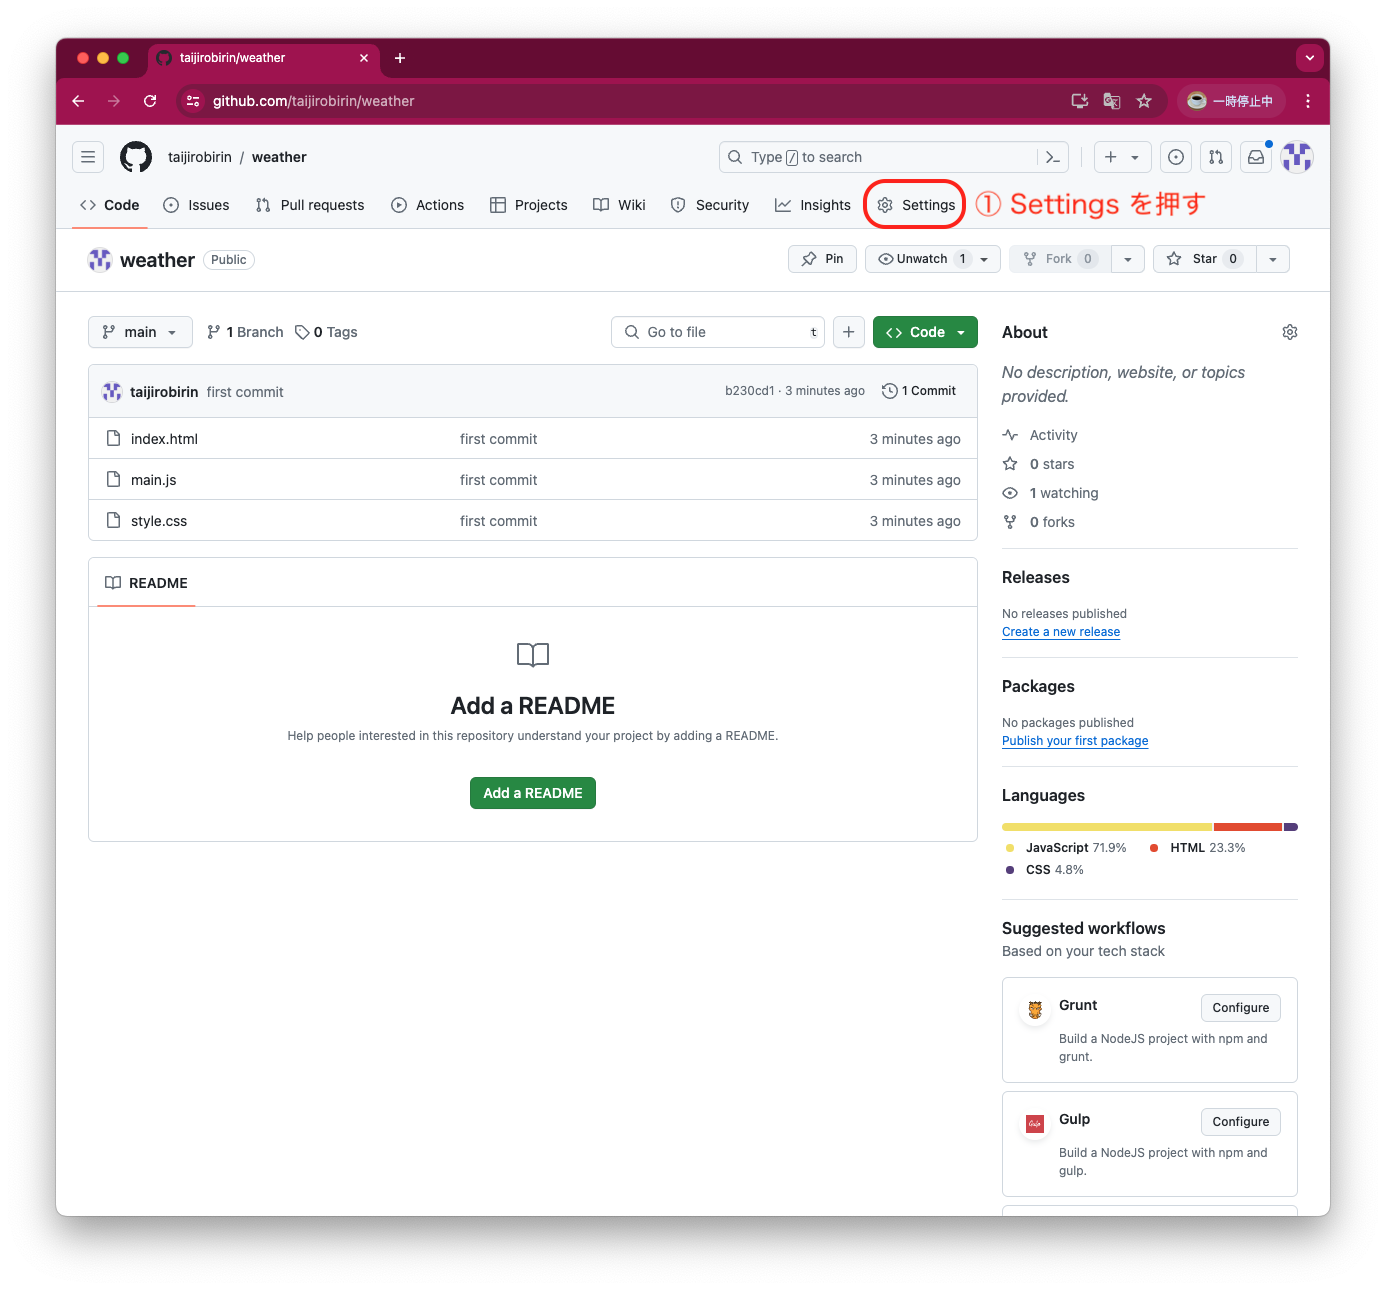 taijirobirin/weather
github.com/taijirobirin/weather
一時停止中
taijirobirin / weather
Type / to search
Code
Issues
Pull requests
Actions
Projects
Wiki
Security
Insights
Settings
① Settings を押す
weather Public
Pin
Unwatch 1
Fork 0
Star 0
main
1 Branch
0 Tags
Go to file t
Code
taijirobirin first commit
b230cd1 · 3 minutes ago
1 Commit
index.html first commit 3 minutes ago
main.js first commit 3 minutes ago
style.css first commit 3 minutes ago
README
Add a README
Help people interested in this repository understand your project by adding a README.
Add a README
About
No description, website, or topics
provided.
Activity
0 stars
1 watching
0 forks
Releases
No releases published
Create a new release
Packages
No packages published
Publish your first package
Languages
JavaScript 71.9% HTML 23.3%
CSS 4.8%
Suggested workflows
Based on your tech stack
Grunt
Configure
Build a NodeJS project with npm and
grunt.
Gulp
Gulp
Configure
Build a NodeJS project with npm and
gulp.